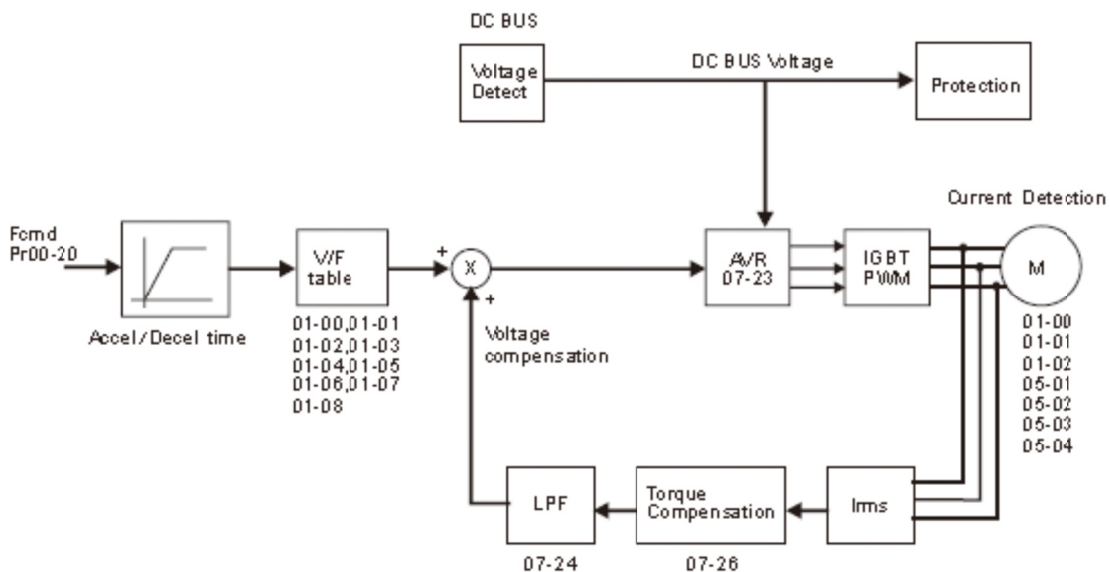 DC BUS
Voltage
Detect
DC BUS Voltage
Protection
Current Detection
Fcmd
Pr00-20
V/F
table
+
X
+
AVR
07-23
IGBT
PWM
M
Accel/Decel time
01-00,01-01
01-02,01-03
01-04,01-05
01-06,01-07
01-08
Voltage
compensation
01-00
01-01
01-02
05-01
05-02
05-03
05-04
LPF
Torque
Compensation
Irms
07-24
07-26